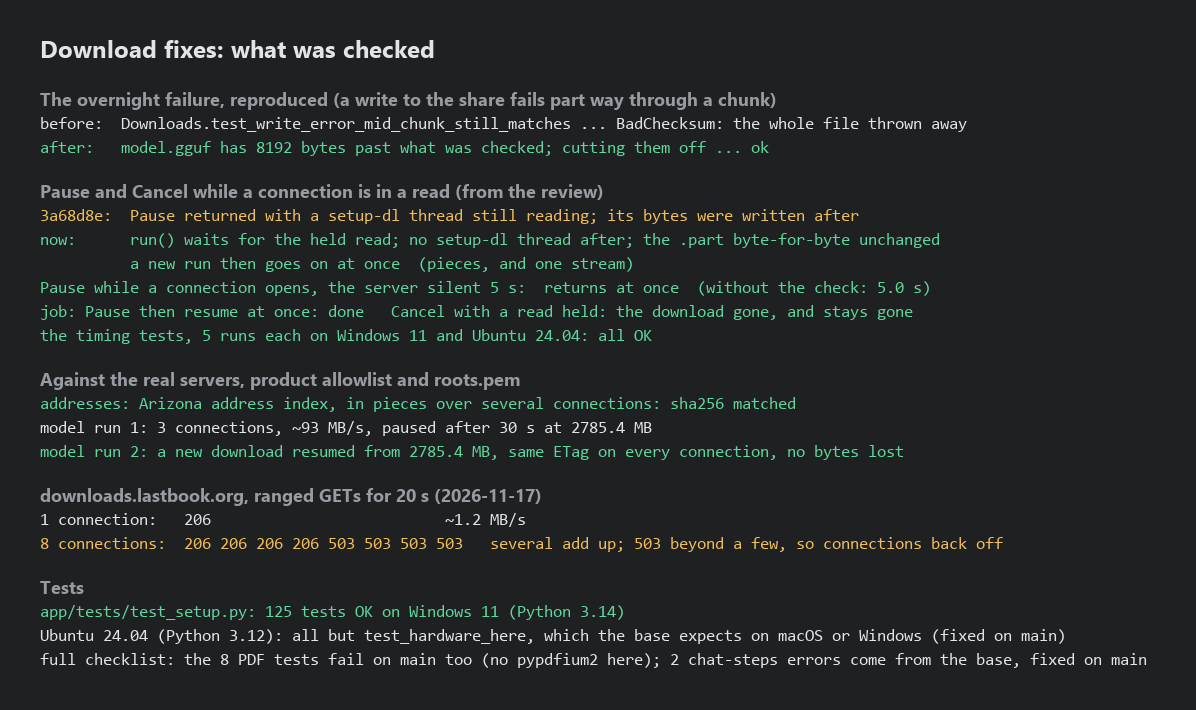 Download fixes: what was checked
The overnight failure, reproduced (a write to the share fails part way through a chunk)
before:  Downloads.test_write_error_mid_chunk_still_matches ... BadChecksum: the whole file thrown away
after:   model.gguf has 8192 bytes past what was checked; cutting them off ... ok
Pause and Cancel while a connection is in a read (from the review)
3a68d8e:  Pause returned with a setup-dl thread still reading; its bytes were written after
now:      run() waits for the held read; no setup-dl thread after; the .part byte-for-byte unchanged
a new run then goes on at once  (pieces, and one stream)
Pause while a connection opens, the server silent 5 s:  returns at once  (without the check: 5.0 s)
job: Pause then resume at once: done   Cancel with a read held: the download gone, and stays gone
the timing tests, 5 runs each on Windows 11 and Ubuntu 24.04: all OK
Against the real servers, product allowlist and roots.pem
addresses: Arizona address index, in pieces over several connections: sha256 matched
model run 1: 3 connections, ~93 MB/s, paused after 30 s at 2785.4 MB
model run 2: a new download resumed from 2785.4 MB, same ETag on every connection, no bytes lost
downloads.lastbook.org, ranged GETs for 20 s (2026-11-17)
1 connection:   206                          ~1.2 MB/s
8 connections:  206 206 206 206 503 503 503 503   several add up; 503 beyond a few, so connections back off
Tests
app/tests/test_setup.py: 125 tests OK on Windows 11 (Python 3.14)
Ubuntu 24.04 (Python 3.12): all but test_hardware_here, which the base expects on macOS or Windows (fixed on main)
full checklist: the 8 PDF tests fail on main too (no pypdfium2 here); 2 chat-steps errors come from the base, fixed on main